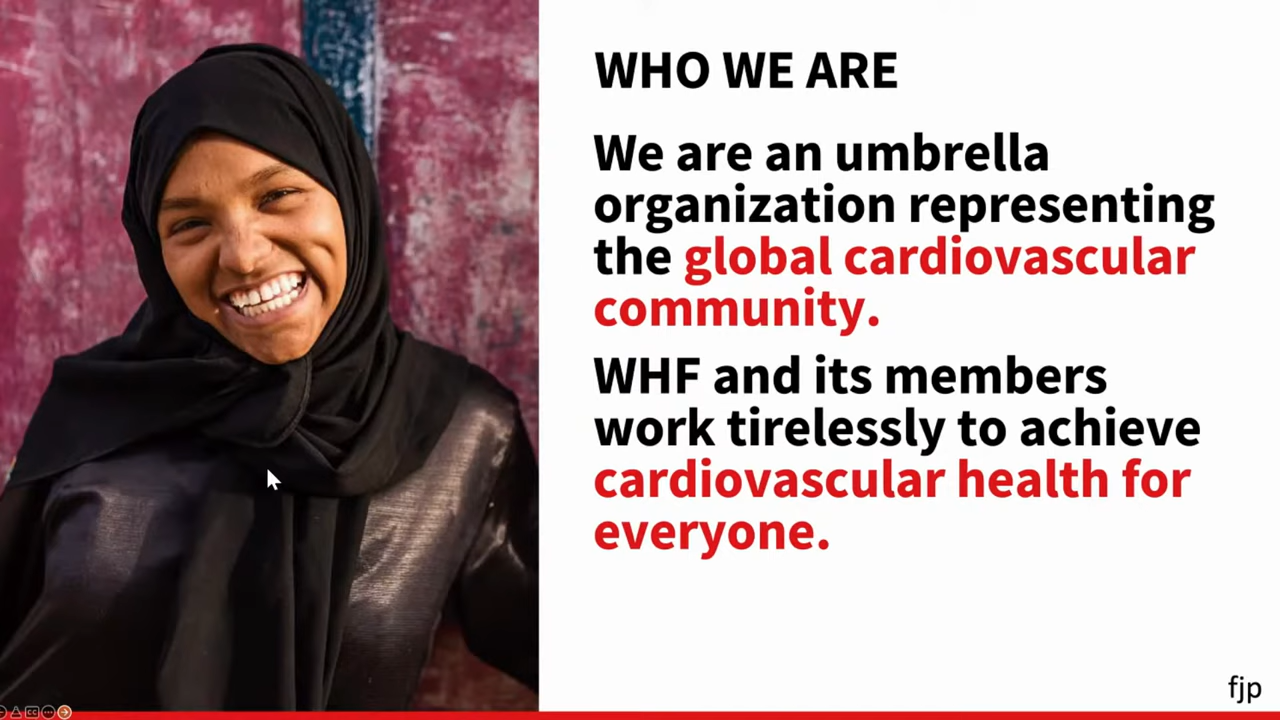 WHO WE ARE
We are an umbrella
organization representing
the global cardiovascular
community.
WHF and its members
work tirelessly to achieve
cardiovascular health for
everyone.
fjp